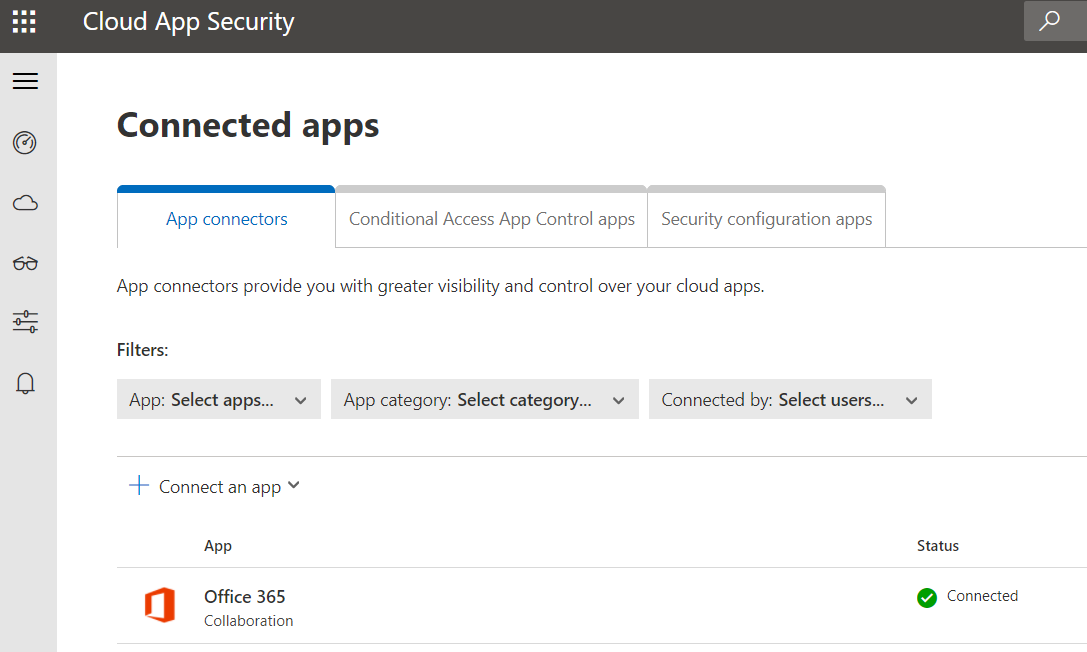 Cloud App Security
Connected apps
App connectors
Conditional Access App Control apps
Security configuration apps
App connectors provide you with greater visibility and control over your cloud apps.
Filters:
App: Select apps...
App category: Select category...
Connected by: Select users...
Connect an app
App
Status
Office 365
Connected
Collaboration